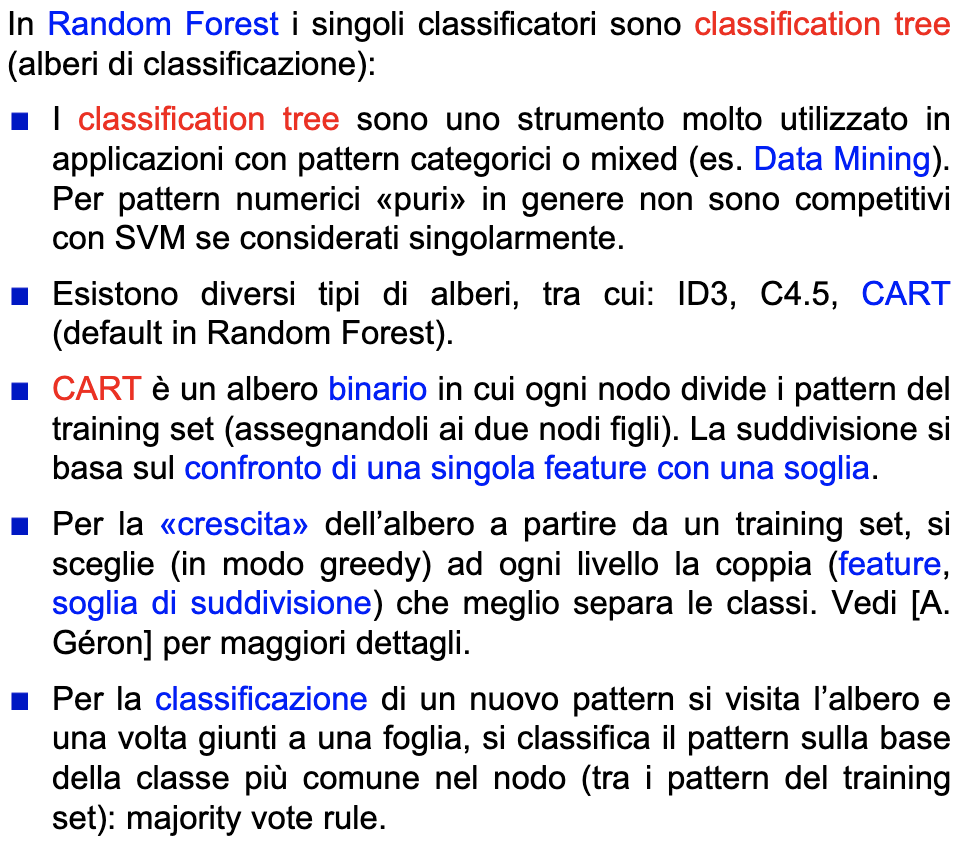 In Random Forest i singoli classificatori sono classification tree
(alberi di classificazione):
■ I classification tree sono uno strumento molto utilizzato in
applicazioni con pattern categorici o mixed (es. Data Mining).
Per pattern numerici «puri» in genere non sono competitivi
con SVM se considerati singolarmente.
■ Esistono diversi tipi di alberi, tra cui: ID3, C4.5, CART
(default in Random Forest).
■ CART è un albero binario in cui ogni nodo divide i pattern del
training set (assegnandoli ai due nodi figli). La suddivisione si
basa sul confronto di una singola feature con una soglia.
■ Per la «crescita» dell’albero a partire da un training set, si
sceglie (in modo greedy) ad ogni livello la coppia (feature,
soglia di suddivisione) che meglio separa le classi. Vedi [A.
Géron] per maggiori dettagli.
■ Per la classificazione di un nuovo pattern si visita l’albero e
una volta giunti a una foglia, si classifica il pattern sulla base
della classe più comune nel nodo (tra i pattern del training
set): majority vote rule.